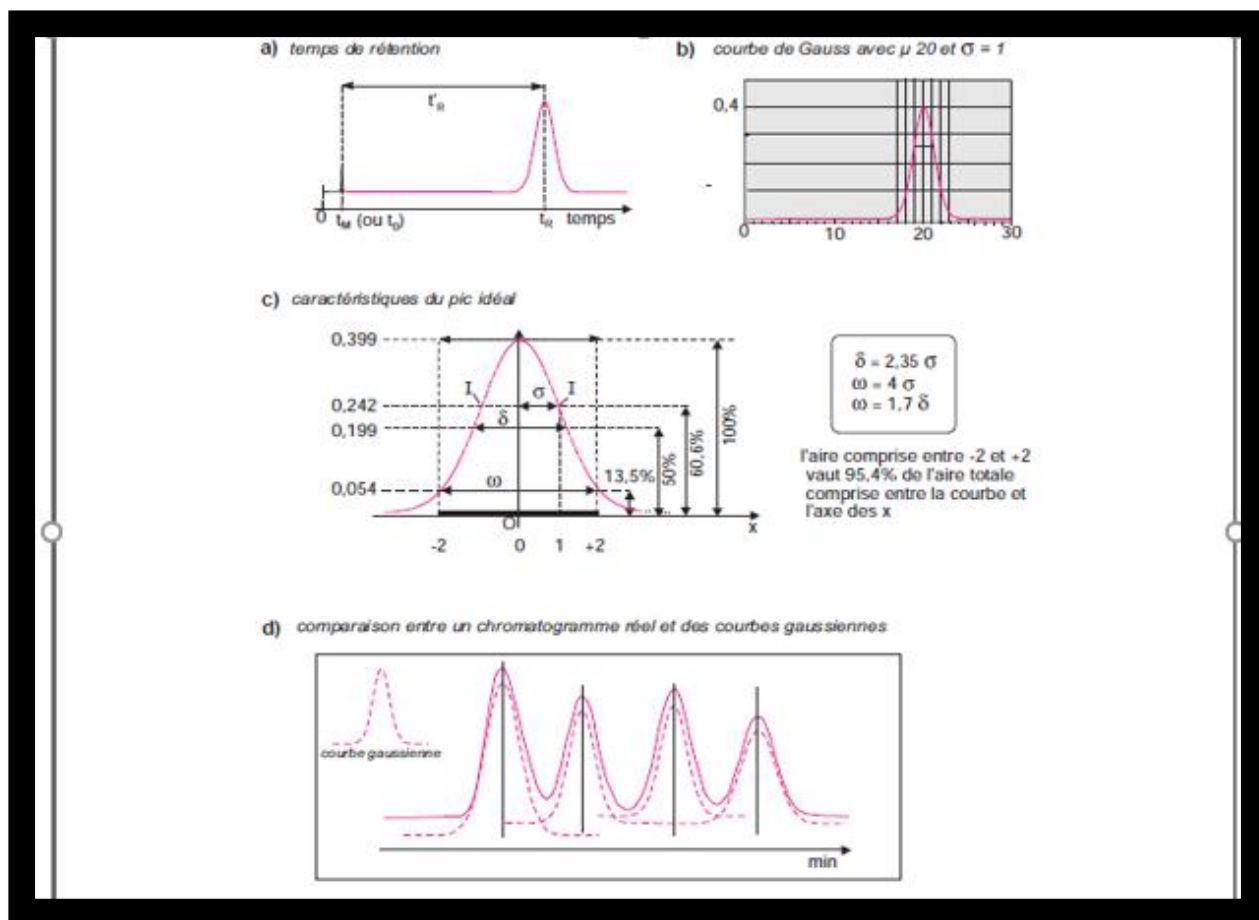 a) temps de rétention
t'R
0 tM (ou t0) tR temps
b) courbe de Gauss avec µ 20 et σ = 1
0,4
-
0 10 20 30
c) caractéristiques du pic idéal
0,399
I I
σ
0,242
δ
0,199
13,5% 50% 60,6% 100%
0,054
ω
O x
-2 0 1 +2
δ = 2,35 σ
ω = 4 σ
ω = 1,7 δ
l'aire comprise entre -2 et +2
vaut 95,4% de l'aire totale
comprise entre la courbe et
l'axe des x
d) comparaison entre un chromatogramme réel et des courbes gaussiennes
courbe gaussienne
min